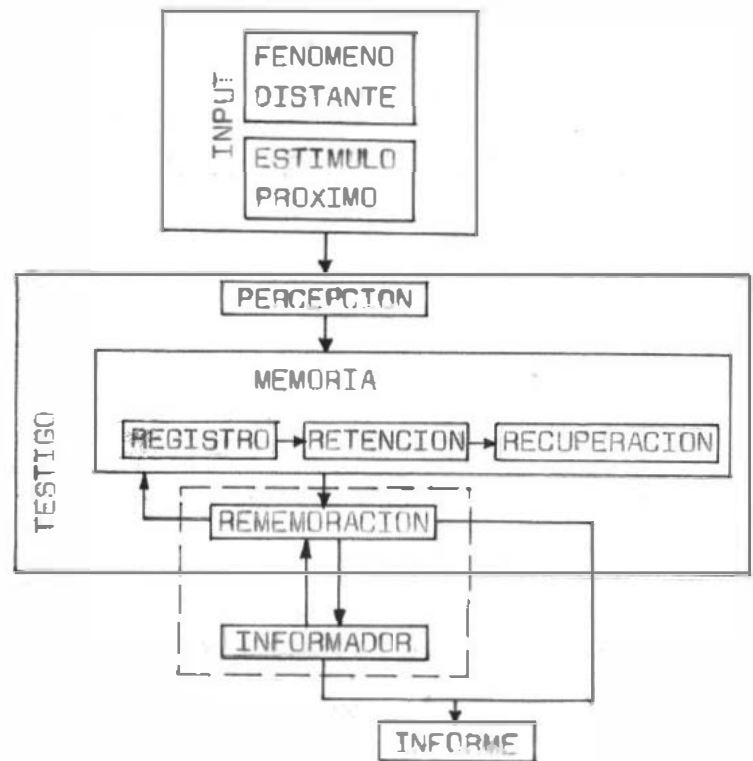 INPUT
FENOMENO
DISTANTE
ESTIMULO
PROXIMO
TESTIGO
PERCEPCION
MEMORIA
REGISTRO
RETENCION
RECUPERACION
REMEMORACION
INFORMADOR
INFORME